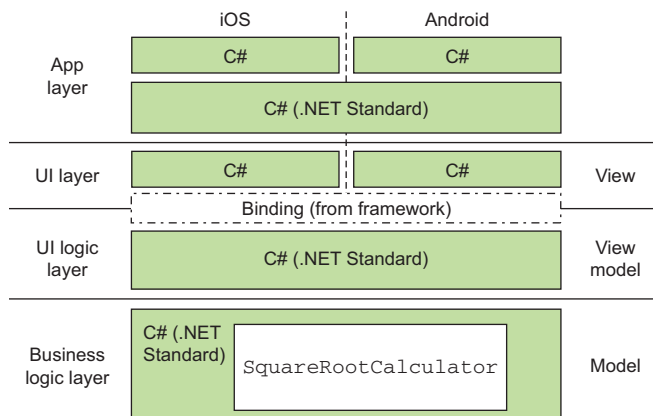 iOS
Android
App
layer
C#
C#
C# (.NET Standard)
UI layer
C#
C#
View
Binding (from framework)
UI logic
layer
C# (.NET Standard)
View
model
Business
logic layer
C# (.NET
Standard)
SquareRootCalculator
Model